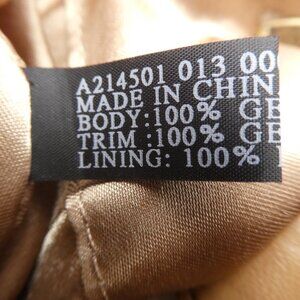 A214501 013 00
MADE IN CHIN
BODY:100% GE
TRIM :100% GE
LINING: 100%